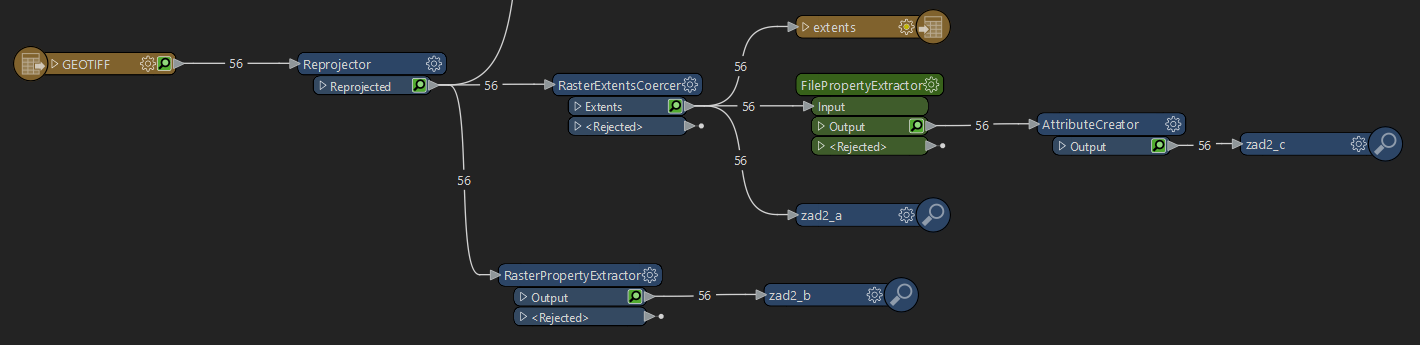 GEOTIFF
56
Reprojector
Reprojected
56
RasterExtentsCoercer
Extents
<Rejected>
56
extents
56
FilePropertyExtractor
Input
Output
<Rejected>
56
AttributeCreator
Output
56
zad2_c
56
zad2_a
56
RasterPropertyExtractor
Output
<Rejected>
56
zad2_b